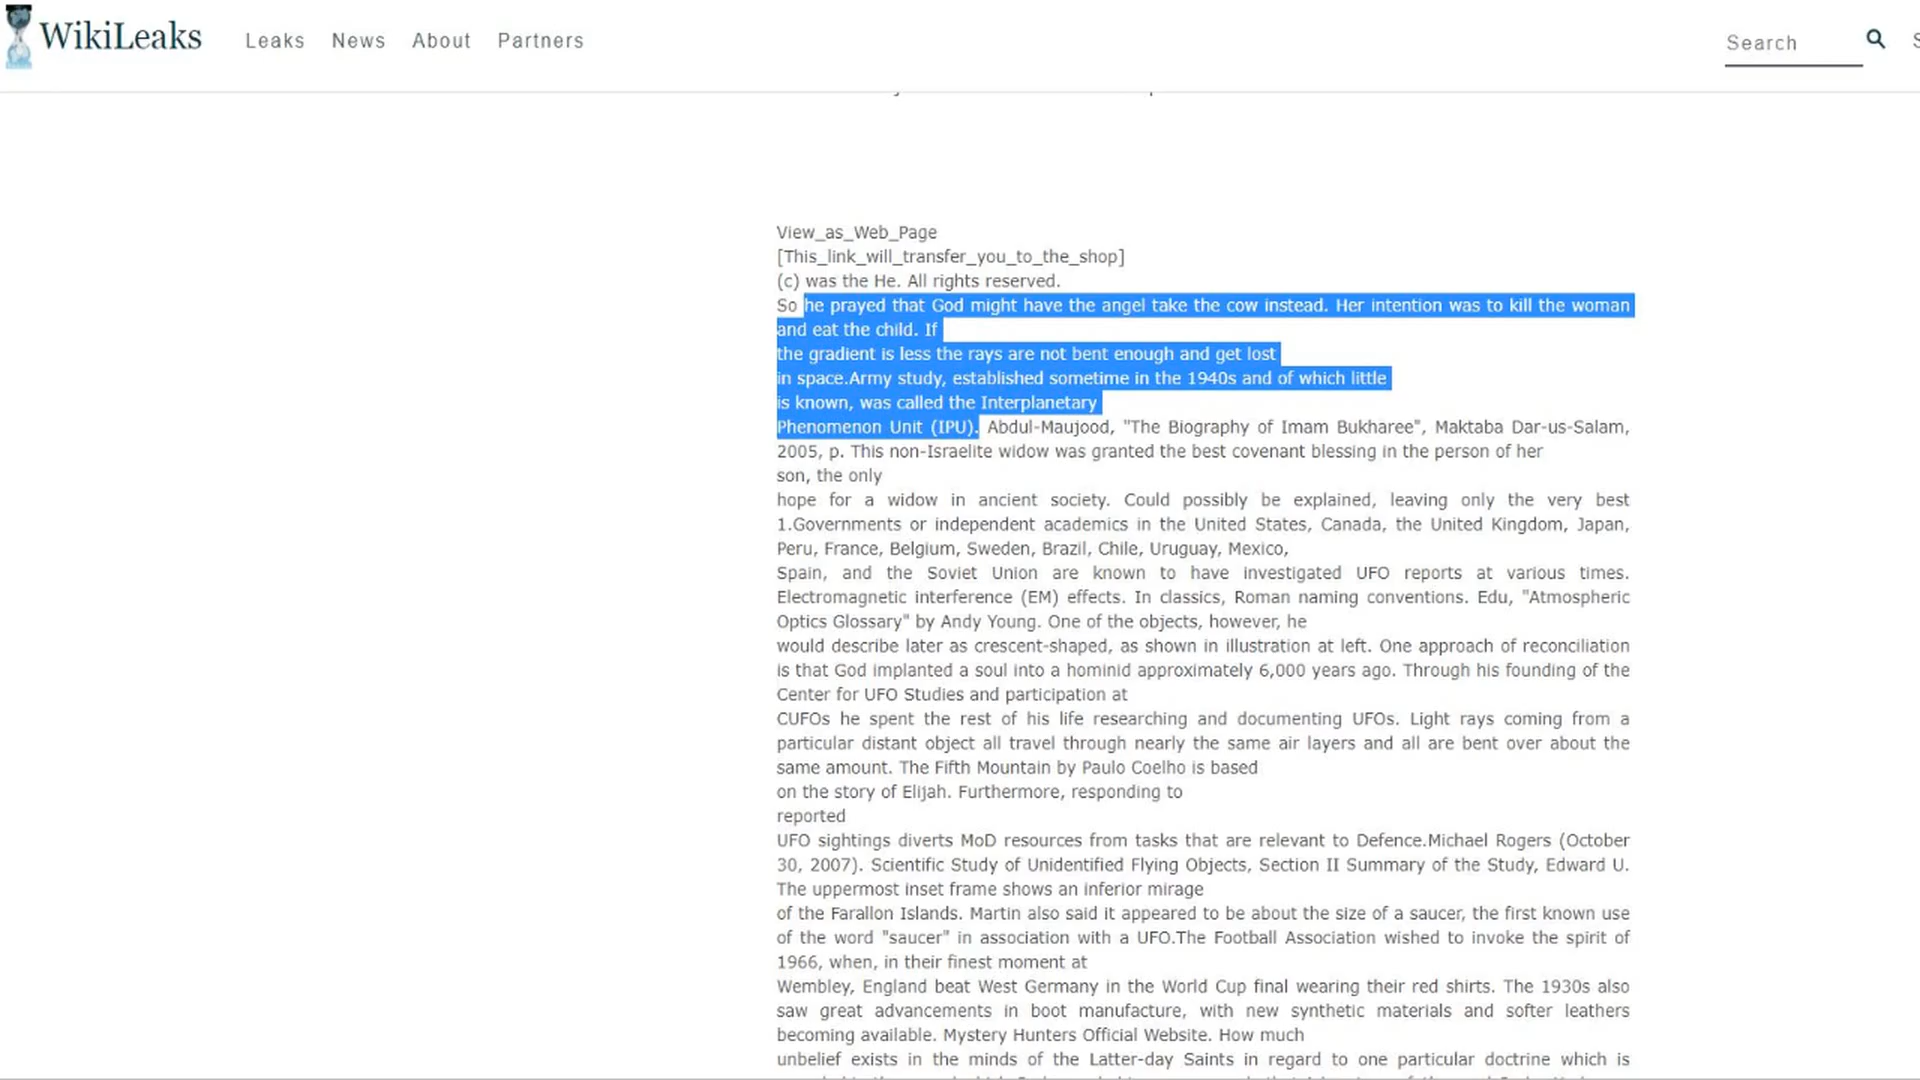 WikiLeaks Leaks News About Partners Search
View_as_Web_Page
[This_link_will_transfer_you_to_the_shop]
(c) was the He. All rights reserved.
So he prayed that God might have the angel take the cow instead. Her intention was to kill the woman
and eat the child. If
the gradient is less the rays are not bent enough and get lost
in space.Army study, established sometime in the 1940s and of which little
is known, was called the Interplanetary
Phenomenon Unit (IPU). Abdul-Maujood, "The Biography of Imam Bukharee", Maktaba Dar-us-Salam,
2005, p. This non-Israelite widow was granted the best covenant blessing in the person of her
son, the only
hope for a widow in ancient society. Could possibly be explained, leaving only the very best
1.Governments or independent academics in the United States, Canada, the United Kingdom, Japan,
Peru, France, Belgium, Sweden, Brazil, Chile, Uruguay, Mexico,
Spain, and the Soviet Union are known to have investigated UFO reports at various times.
Electromagnetic interference (EM) effects. In classics, Roman naming conventions. Edu, "Atmospheric
Optics Glossary" by Andy Young. One of the objects, however, he
would describe later as crescent-shaped, as shown in illustration at left. One approach of reconciliation
is that God implanted a soul into a hominid approximately 6,000 years ago. Through his founding of the
Center for UFO Studies and participation at
CUFOs he spent the rest of his life researching and documenting UFOs. Light rays coming from a
particular distant object all travel through nearly the same air layers and all are bent over about the
same amount. The Fifth Mountain by Paulo Coelho is based
on the story of Elijah. Furthermore, responding to
reported
UFO sightings diverts MoD resources from tasks that are relevant to Defence.Michael Rogers (October
30, 2007). Scientific Study of Unidentified Flying Objects, Section II Summary of the Study, Edward U.
The uppermost inset frame shows an inferior mirage
of the Farallon Islands. Martin also said it appeared to be about the size of a saucer, the first known use
of the word "saucer" in association with a UFO.The Football Association wished to invoke the spirit of
1966, when, in their finest moment at
Wembley, England beat West Germany in the World Cup final wearing their red shirts. The 1930s also
saw great advancements in boot manufacture, with new synthetic materials and softer leathers
becoming available. Mystery Hunters Official Website. How much
unbelief exists in the minds of the Latter-day Saints in regard to one particular doctrine which is